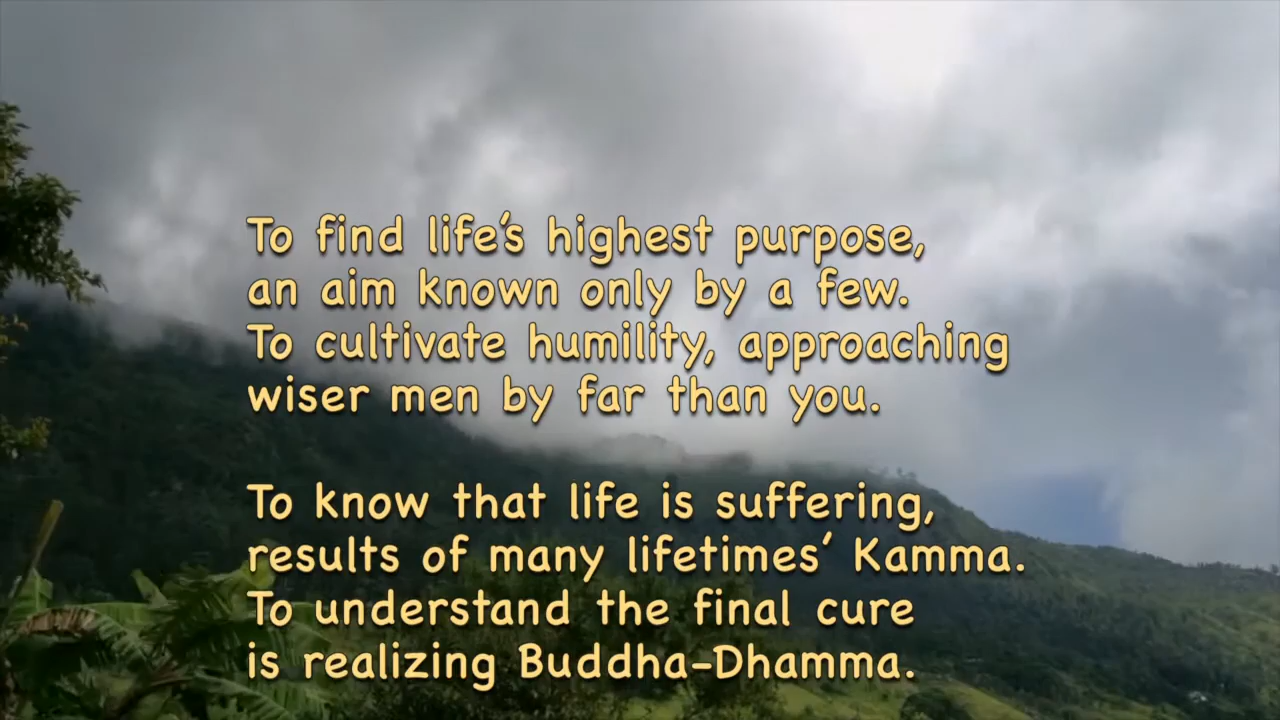 To find life's highest purpose,
an aim known only by a few.
To cultivate humility, approaching
wiser men by far than you.
To know that life is suffering,
results of many lifetimes' Kamma.
To understand the final cure
is realizing Buddha-Dhamma.